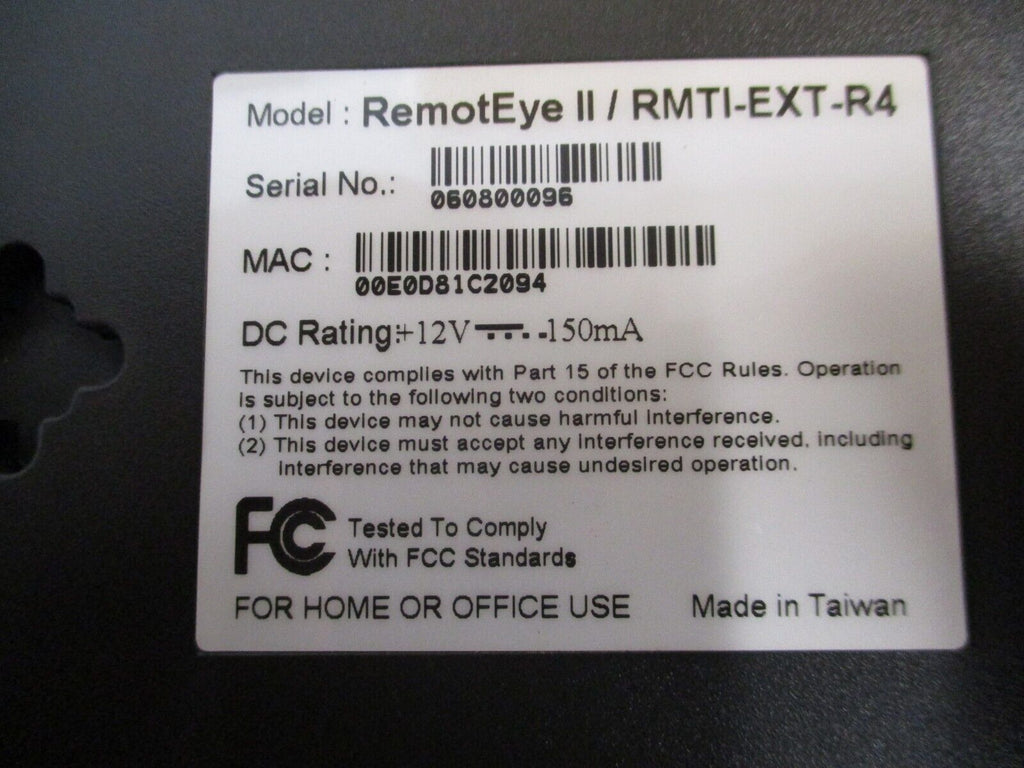 Model : RemotEye II / RMTI-EXT-R4
Serial No.:
060800096
MAC :
00E0D81C2094
DC Rating:+12V -150mA
This device complies with Part 15 of the FCC Rules. Operation
is subject to the following two conditions:
(1) This device may not cause harmful interference.
(2) This device must accept any interference received, including
interference that may cause undesired operation.
FC Tested To Comply
With FCC Standards
FOR HOME OR OFFICE USE Made in Taiwan